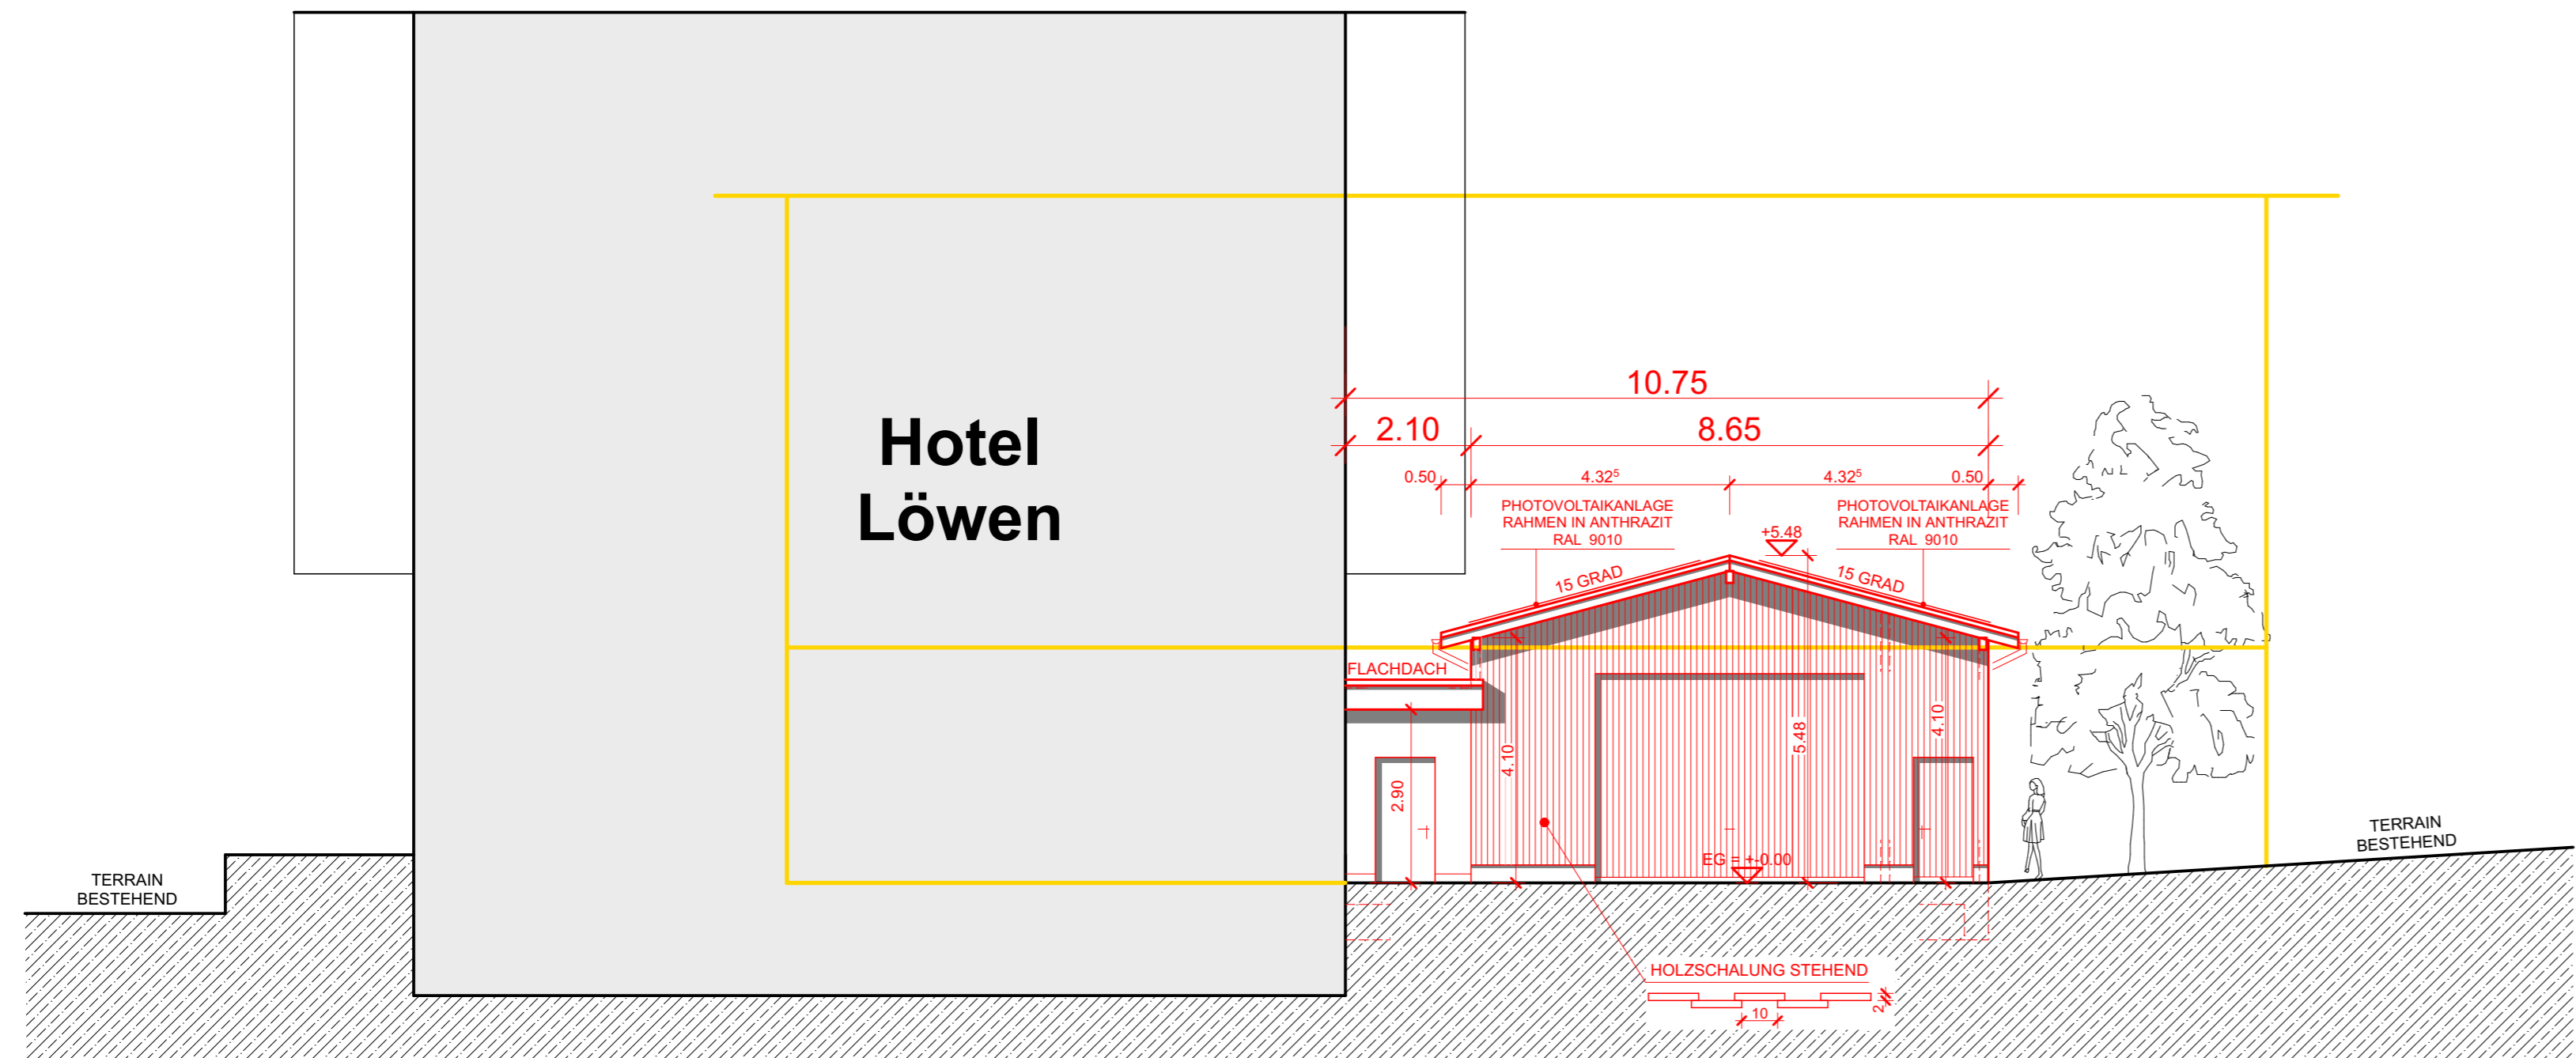 Hotel
Löwen
10.75
2.10
8.65
0.50
4.32⁵
4.32⁵
0.50
PHOTOVOLTAIKANLAGE
RAHMEN IN ANTHRAZIT
RAL 9010
PHOTOVOLTAIKANLAGE
RAHMEN IN ANTHRAZIT
RAL 9010
+5.48
15 GRAD
15 GRAD
FLACHDACH
2.90
4.10
5.48
4.10
EG = +-0.00
TERRAIN
BESTEHEND
TERRAIN
BESTEHEND
HOLZSCHALUNG STEHEND
10
2